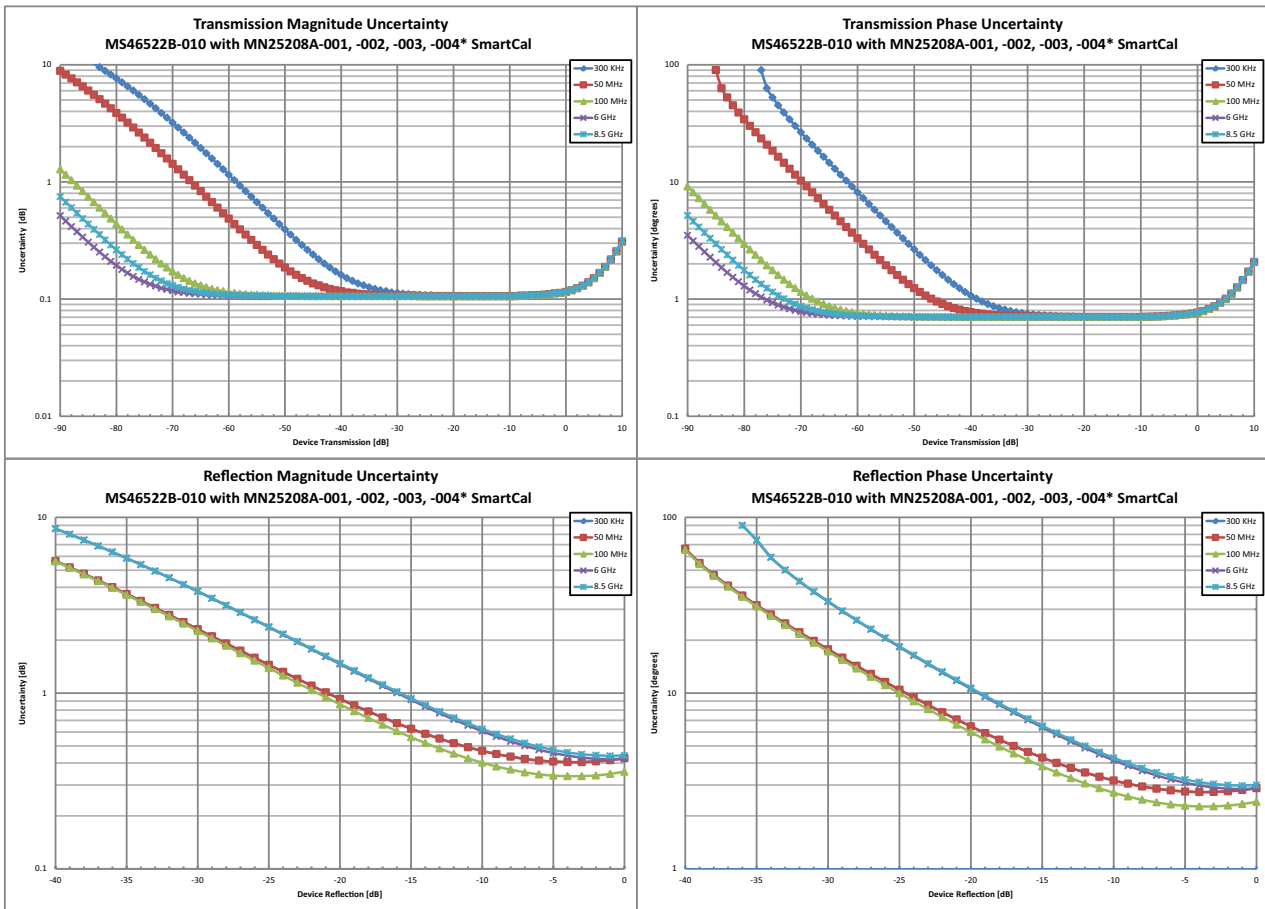 Transmission Magnitude Uncertainty
MS46522B-010 with MN25208A-001, -002, -003, -004* SmartCal
10
1
0.1
0.01
Uncertainty [dB]
-90 -80 -70 -60 -50 -40 -30 -20 -10 0 10
Device Transmission [dB]
300 KHz
50 MHz
100 MHz
6 GHz
8.5 GHz
Transmission Phase Uncertainty
MS46522B-010 with MN25208A-001, -002, -003, -004* SmartCal
100
10
1
0.1
Uncertainty [degrees]
-90 -80 -70 -60 -50 -40 -30 -20 -10 0 10
Device Transmission [dB]
300 KHz
50 MHz
100 MHz
6 GHz
8.5 GHz
Reflection Magnitude Uncertainty
MS46522B-010 with MN25208A-001, -002, -003, -004* SmartCal
10
1
0.1
Uncertainty [dB]
-40 -35 -30 -25 -20 -15 -10 -5 0
Device Reflection [dB]
300 KHz
50 MHz
100 MHz
6 GHz
8.5 GHz
Reflection Phase Uncertainty
MS46522B-010 with MN25208A-001, -002, -003, -004* SmartCal
100
10
1
Uncertainty [degrees]
-40 -35 -30 -25 -20 -15 -10 -5 0
Device Reflection [dB]
300 KHz
50 MHz
100 MHz
6 GHz
8.5 GHz